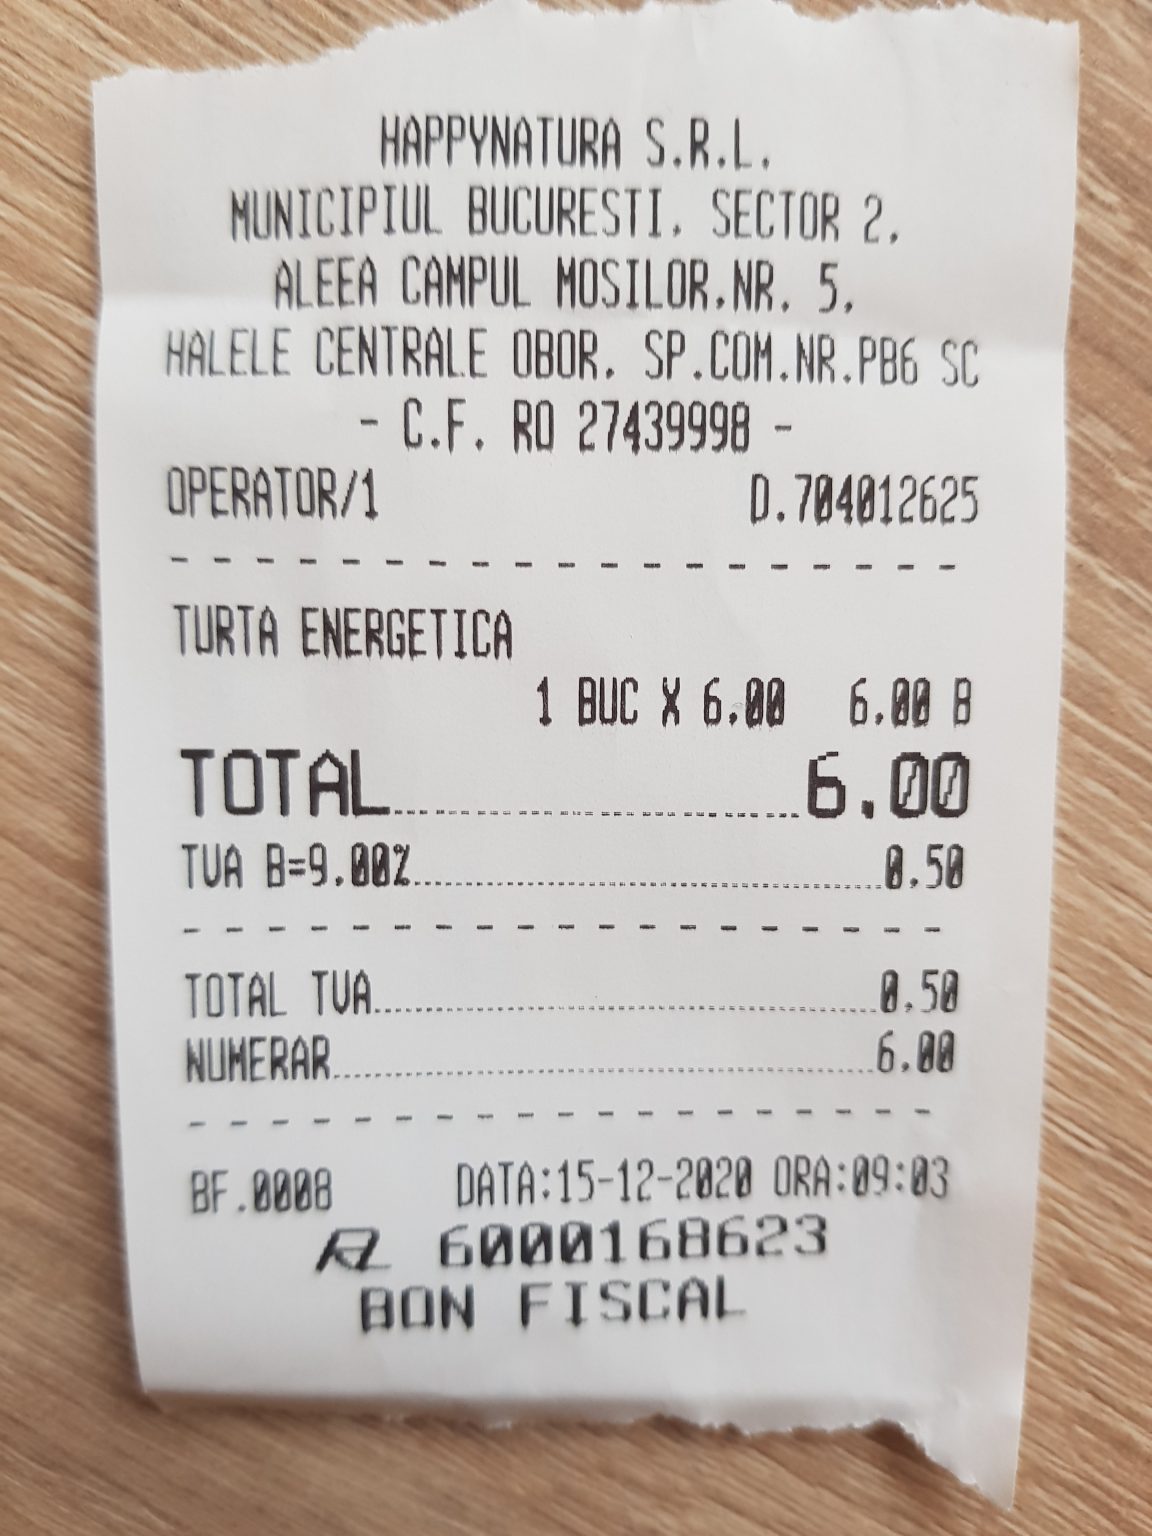 HAPPYNATURA S.R.L.
MUNICIPIUL BUCURESTI, SECTOR 2,
ALEEA CAMPUL MOSILOR,NR. 5,
HALELE CENTRALE OBOR, SP.COM.NR.PB6 SC
- C.F. RO 27439998 -
OPERATOR/1 D.704012625
TURTA ENERGETICA
1 BUC X 6.00 6.00 B
TOTAL 6.00
TVA B=9.00% 0.50
TOTAL TVA 0.50
NUMERAR 6.00
BF.0008 DATA:15-12-2020 ORA:09:03
6000168623
BON FISCAL